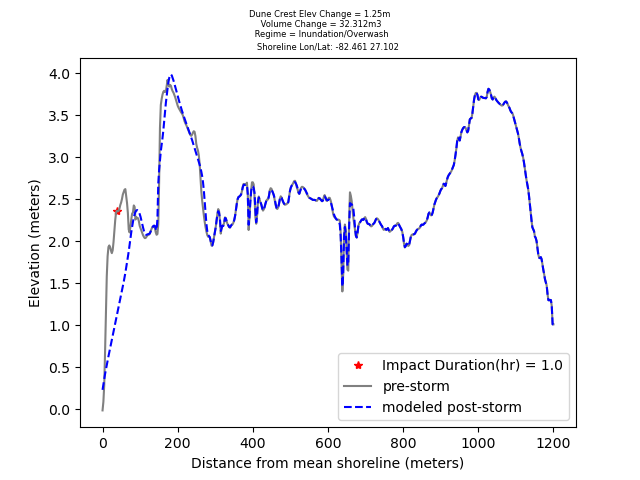 Dune Crest Elev Change = 1.25m
Volume Change = 32.312m3
Regime = Inundation/Overwash
Shoreline Lon/Lat: -82.461 27.102
4.0
3.5
3.0
2.5
2.0
1.5
1.0
0.5
0.0
Elevation (meters)
Impact Duration(hr) = 1.0
pre-storm
modeled post-storm
0 200 400 600 800 1000 1200
Distance from mean shoreline (meters)